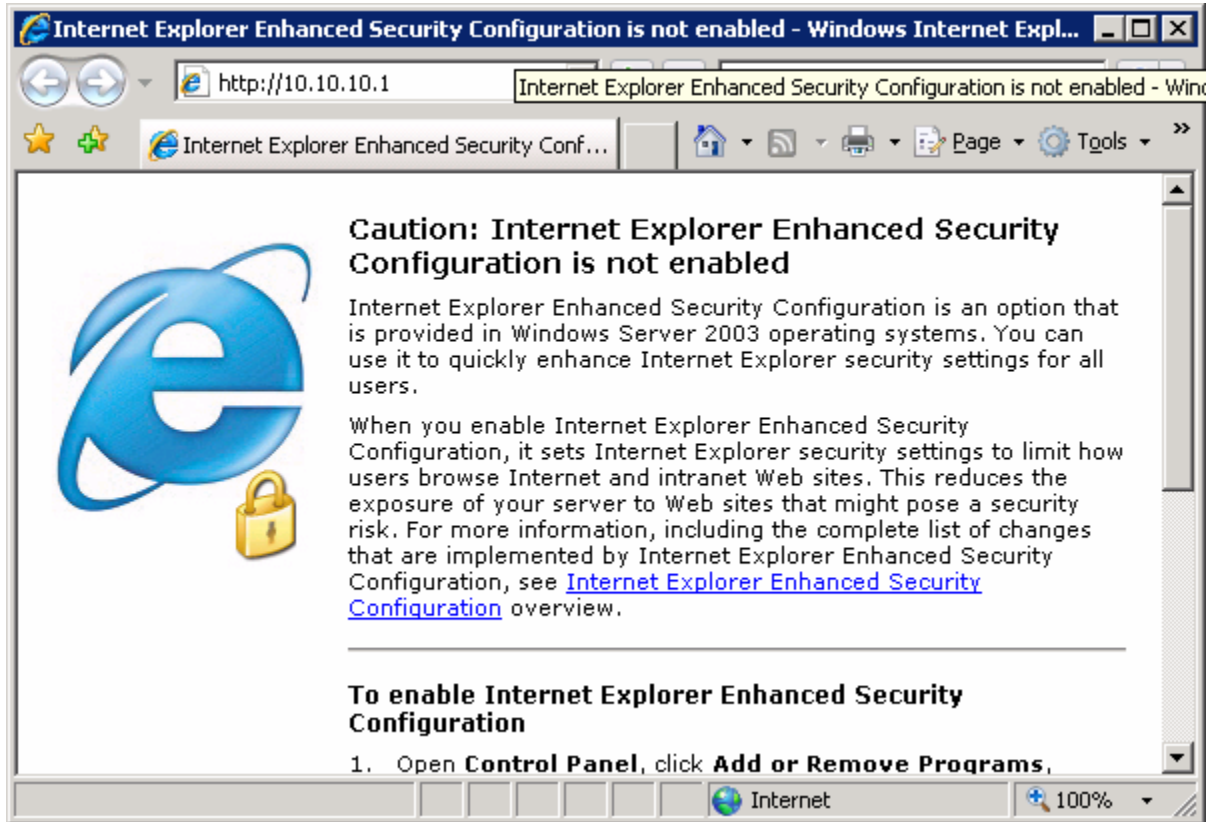 Internet Explorer Enhanced Security Configuration is not enabled - Windows Internet Expl...
http://10.10.10.1
Internet Explorer Enhanced Security Configuration is not enabled - Wind
Internet Explorer Enhanced Security Conf...
Page
Tools
»
Caution: Internet Explorer Enhanced Security
Configuration is not enabled
Internet Explorer Enhanced Security Configuration is an option that
is provided in Windows Server 2003 operating systems. You can
use it to quickly enhance Internet Explorer security settings for all
users.
When you enable Internet Explorer Enhanced Security
Configuration, it sets Internet Explorer security settings to limit how
users browse Internet and intranet Web sites. This reduces the
exposure of your server to Web sites that might pose a security
risk. For more information, including the complete list of changes
that are implemented by Internet Explorer Enhanced Security
Configuration, see Internet Explorer Enhanced Security
Configuration overview.
To enable Internet Explorer Enhanced Security
Configuration
1. Open Control Panel, click Add or Remove Programs,
Internet
100%